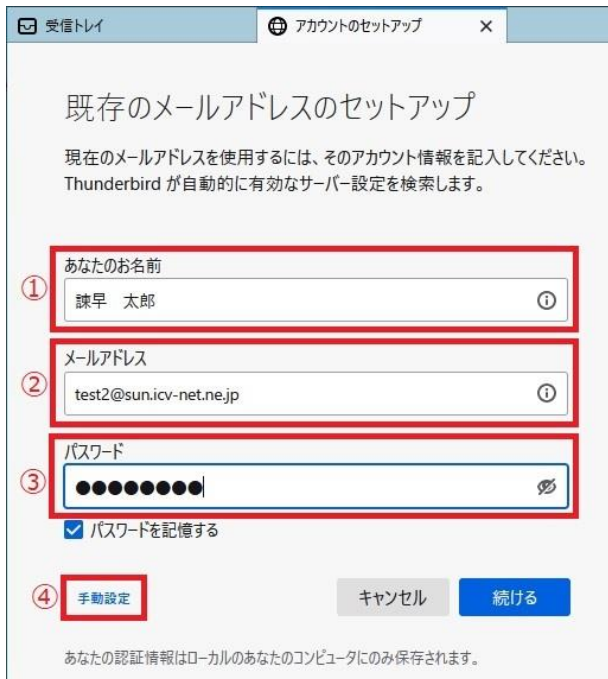 受信トレイ
アカウントのセットアップ
既存のメールアドレスのセットアップ
現在のメールアドレスを使用するには、そのアカウント情報を記入してください。
Thunderbird が自動的に有効なサーバー設定を検索します。
あなたのお名前
① 諫早　太郎
メールアドレス
② test2@sun.icv-net.ne.jp
パスワード
③ ●●●●●●●●
パスワードを記憶する
④ 手動設定 キャンセル 続ける
あなたの認証情報はローカルのあなたのコンピュータにのみ保存されます。